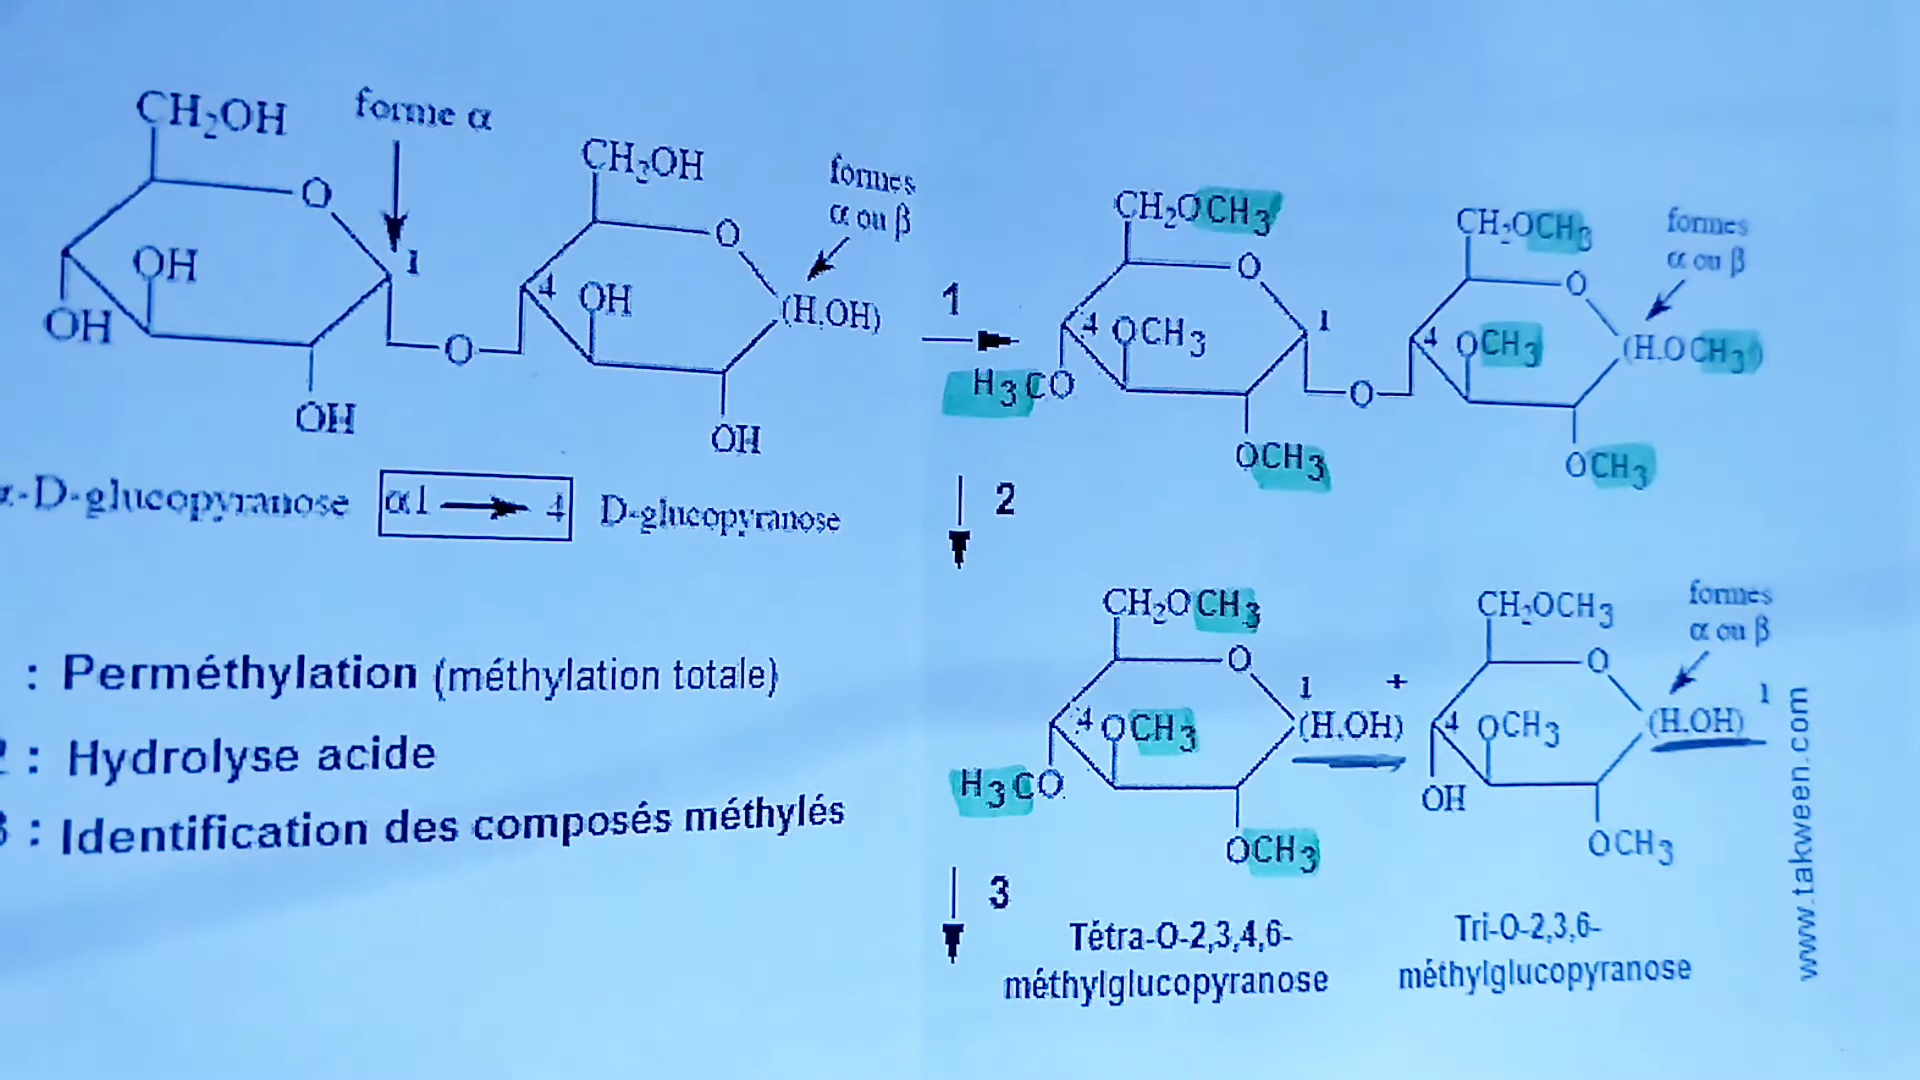 CH₂OH
forme α
O
OH
1
OH
OH
O
CH₂OH
formes
α ou β
O
4
OH
(H,OH)
OH
α-D-glucopyranose
α1 → 4
D-glucopyranose
1
CH₂OCH₃
O
4
OCH₃
1
H₃CO
OCH₃
O
CH₂OCH₃
formes
α ou β
O
4
OCH₃
(H,OCH₃)
OCH₃
2
: Perméthylation (méthylation totale)
2 : Hydrolyse acide
3 : Identification des composés méthylés
CH₂OCH₃
O
4
OCH₃
1
(H,OH)
H₃CO
OCH₃
+
CH₂OCH₃
formes
α ou β
O
4
OCH₃
(H,OH)
1
OH
OCH₃
3
Tétra-O-2,3,4,6-
méthylglucopyranose
Tri-O-2,3,6-
méthylglucopyranose
www.takween.com